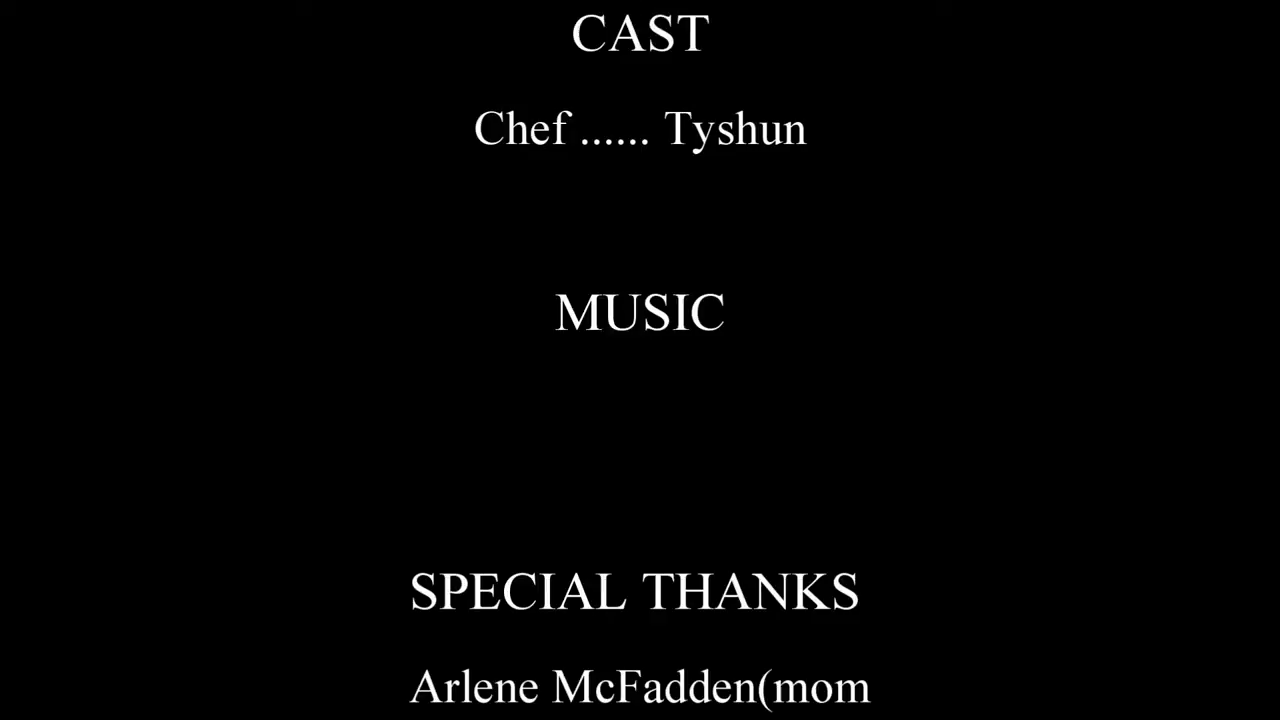 CAST
Chef ...... Tyshun
MUSIC
SPECIAL THANKS
Arlene McFadden(mom